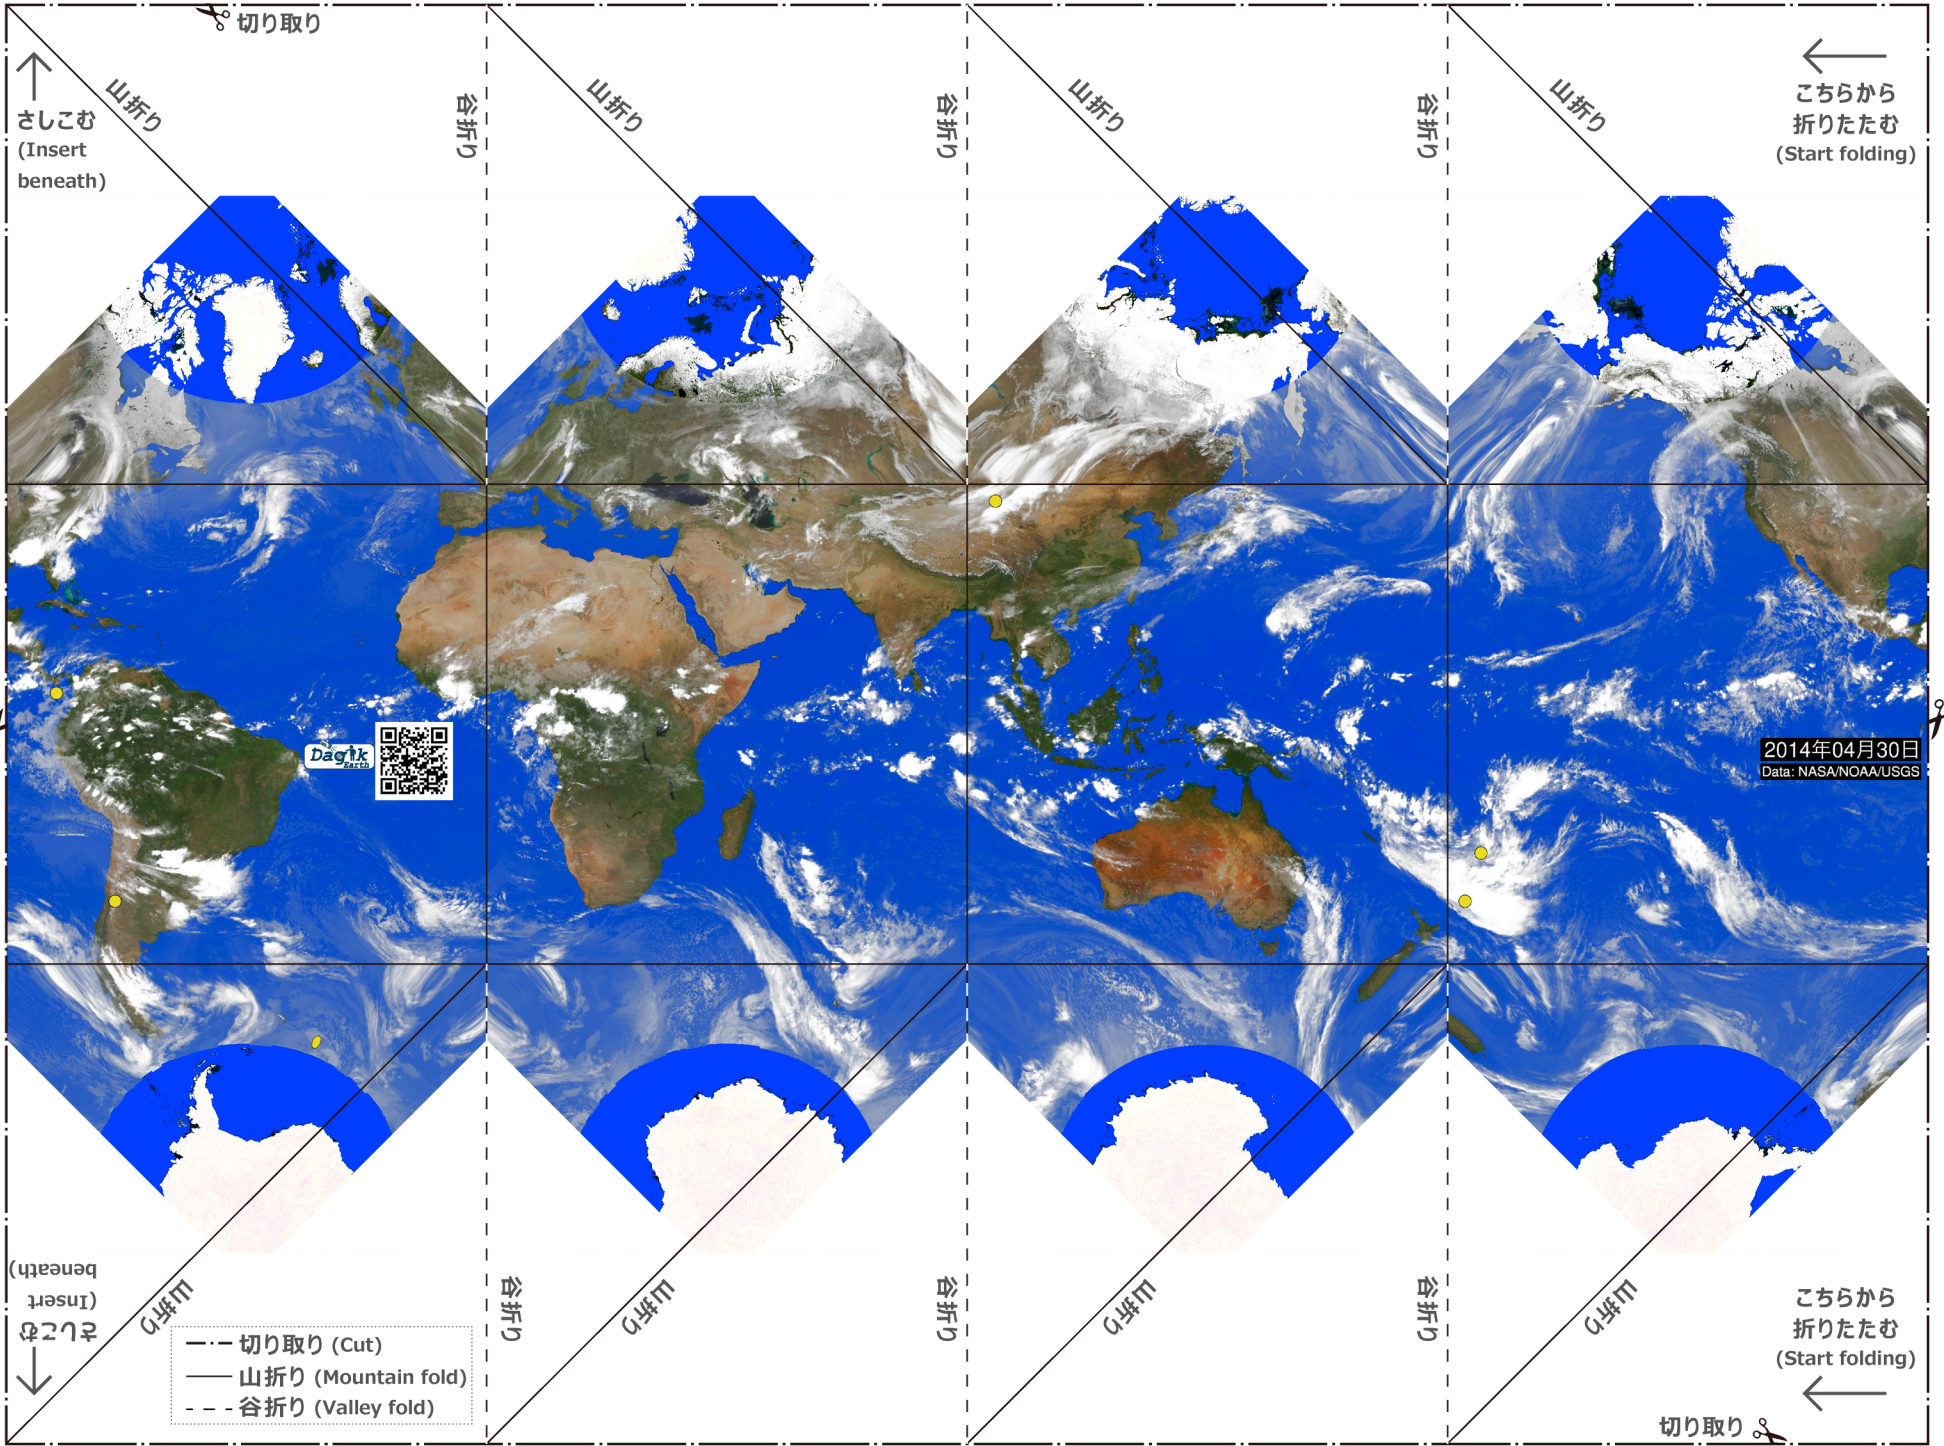 切り取り
山折り
谷折り
山折り
谷折り
山折り
谷折り
山折り
こちらから
折りたたむ
(Start folding)
さしこむ
(Insert
beneath)
Dagik
Earth
2014年04月30日
Data: NASA/NOAA/USGS
さしこむ
(Insert
beneath)
山折り
谷折り
山折り
谷折り
山折り
谷折り
山折り
こちらから
折りたたむ
(Start folding)
切り取り (Cut)
山折り (Mountain fold)
谷折り (Valley fold)
切り取り